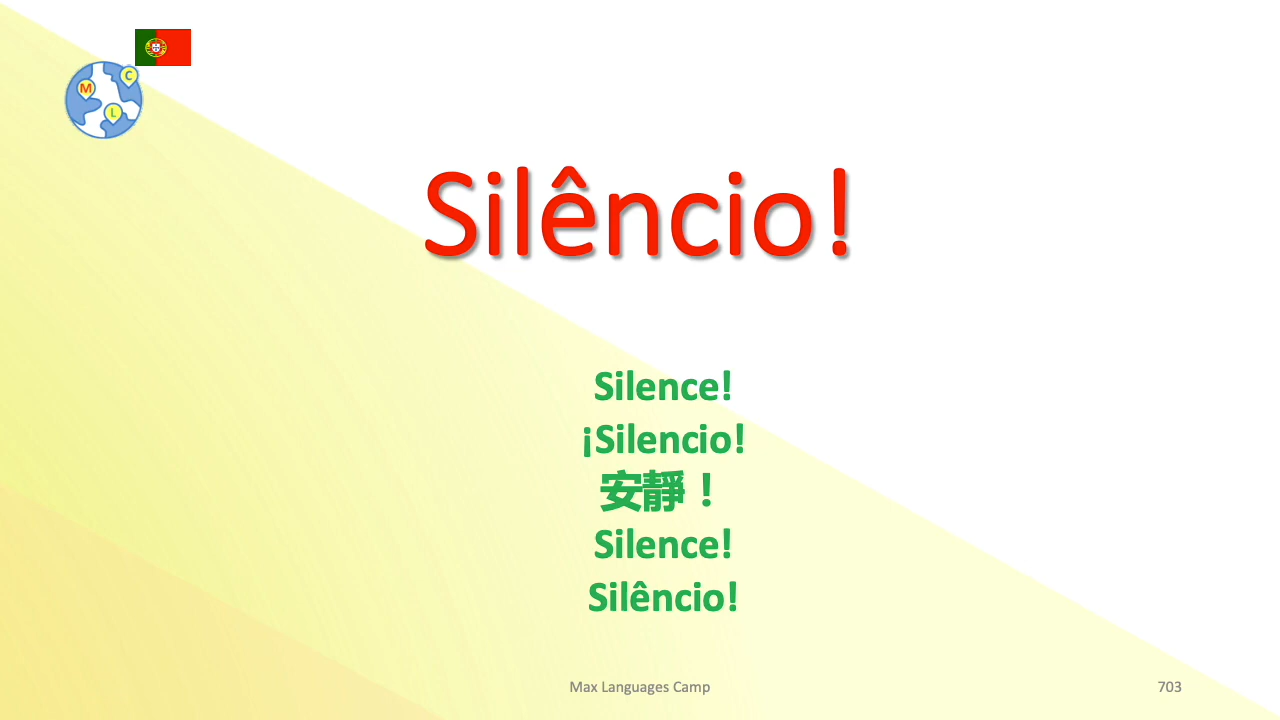 C
M
L
Silêncio!
Silence!
¡Silencio!
安靜！
Silence!
Silêncio!
Max Languages Camp
703